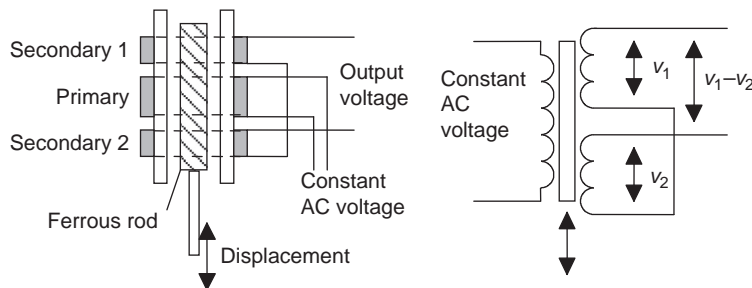 Secondary 1
Primary
Secondary 2
Ferrous rod
Displacement
Output
voltage
Constant
AC voltage
Constant
AC
voltage
v1
v2
v1–v2